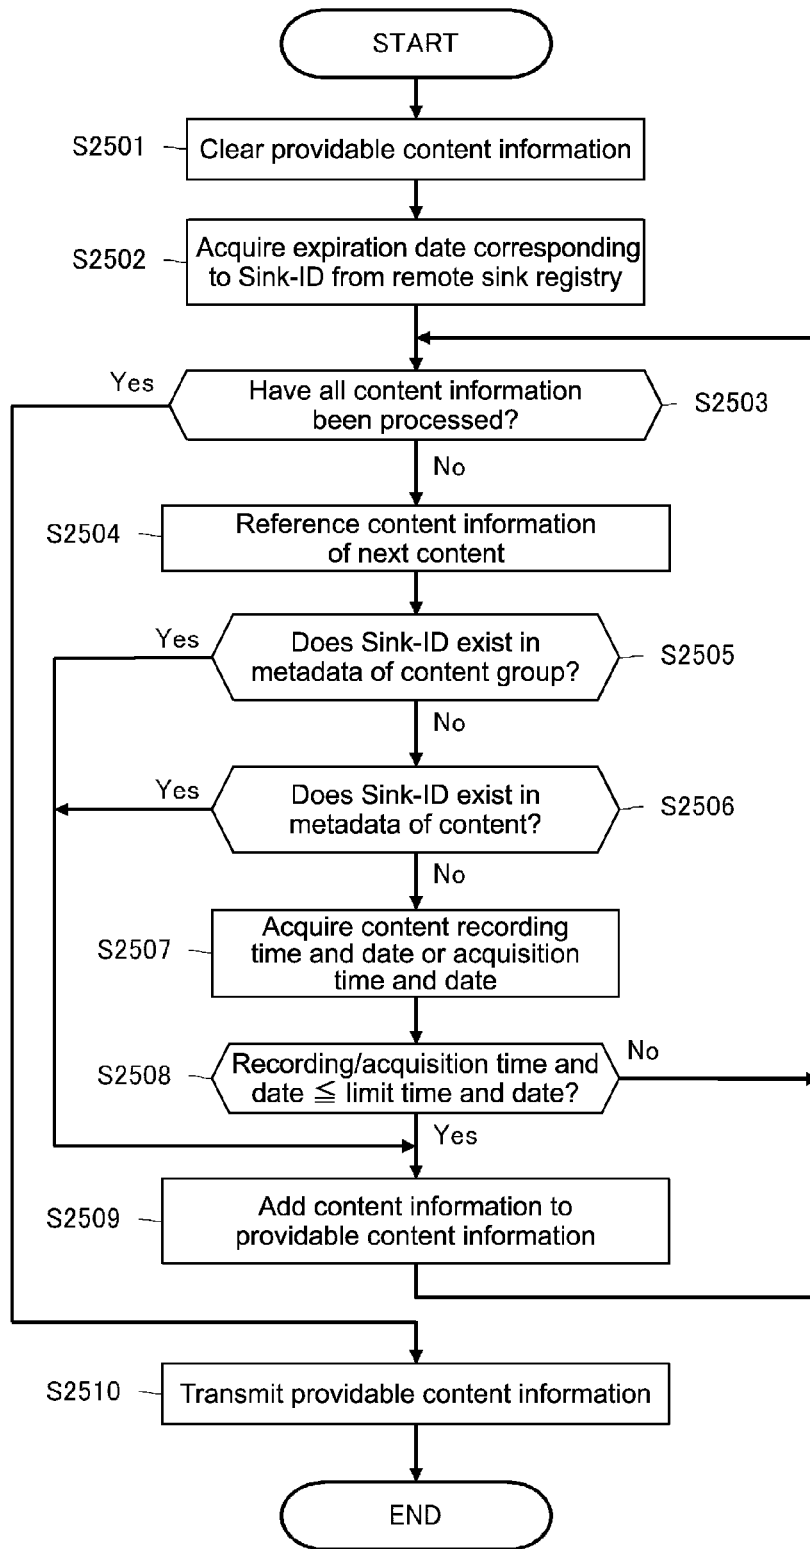 START
S2501
Clear providable content information
S2502
Acquire expiration date corresponding
to Sink-ID from remote sink registry
Yes
Have all content information
been processed?
S2503
No
S2504
Reference content information
of next content
Yes
Does Sink-ID exist in
metadata of content group?
S2505
No
Yes
Does Sink-ID exist in
metadata of content?
S2506
No
S2507
Acquire content recording
time and date or acquisition
time and date
S2508
Recording/acquisition time and
date ≦ limit time and date?
No
Yes
S2509
Add content information to
providable content information
S2510
Transmit providable content information
END